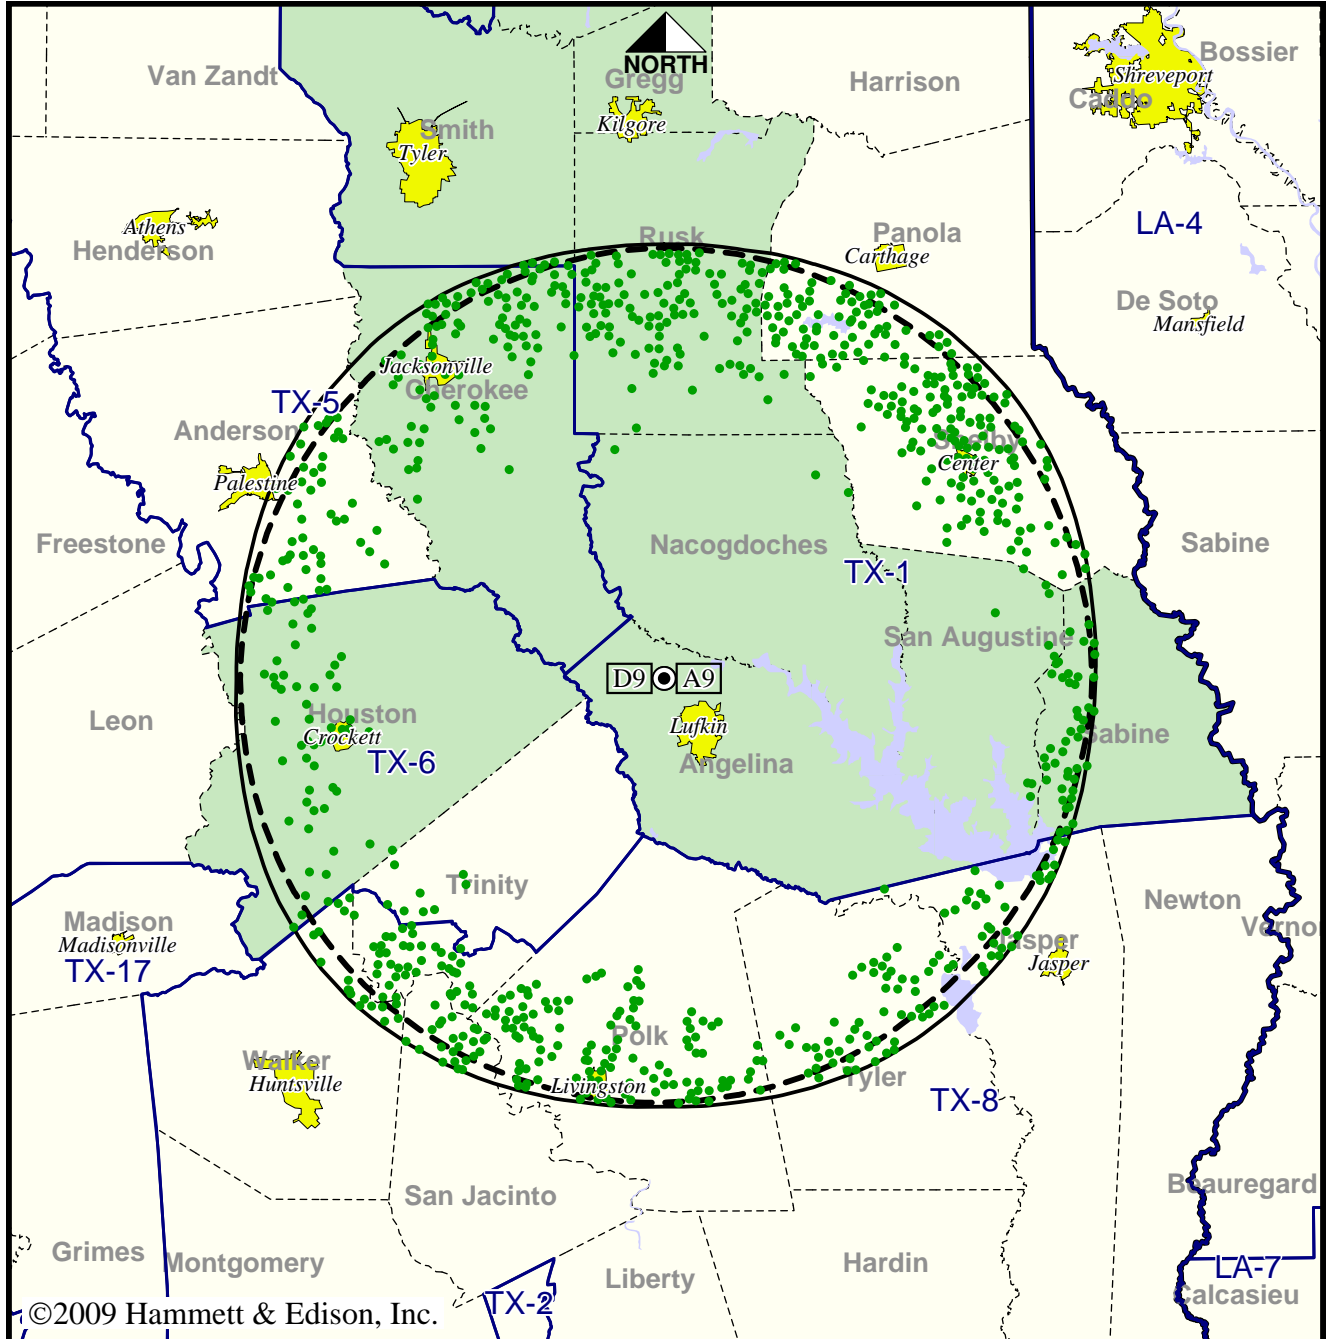 Bossier
Shreveport
Caddo
NORTH
Gregg
Van Zandt
Harrison
Smith
Kilgore
Tyler
Athens
Henderson
LA-4
Rusk
Panola
Carthage
De Soto
Mansfield
Jacksonville
Cherokee
TX-5
Anderson
Shelby
Center
Palestine
Freestone
Nacogdoches
Sabine
TX-1
San Augustine
D9
A9
Leon
Houston
Crockett
Lufkin
Sabine
TX-6
Angelina
Trinity
Newton
Madison
Madisonville
Vernon
Jasper
Jasper
TX-17
Polk
Walker
Huntsville
Livingston
Tyler
TX-8
San Jacinto
Beauregard
Grimes
Montgomery
Liberty
Hardin
LA-7
Calcasieu
TX-2
©2009 Hammett & Edison, Inc.